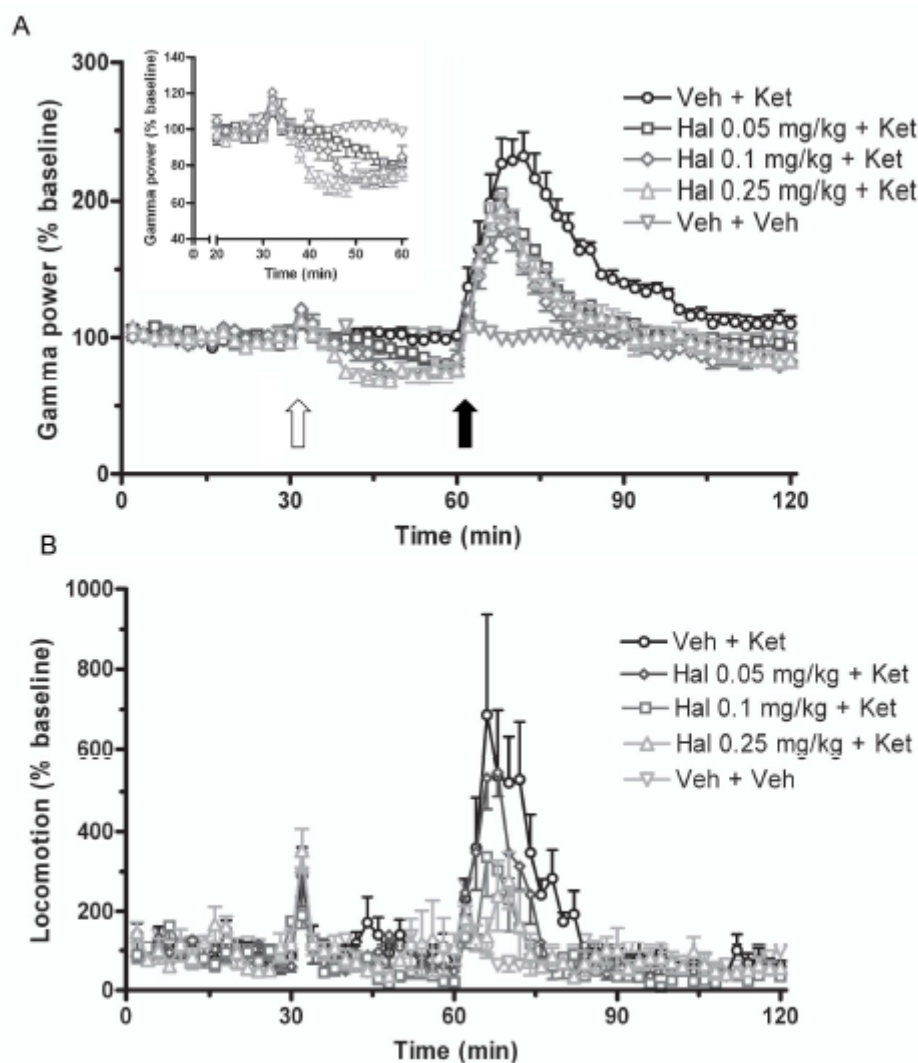 A
Gamma power (% baseline)
250
200
150
100
50
0
0
30
60
90
120
Time (min)
Gamma power (% baseline)
140
120
100
80
60
40
0
20
30
40
50
60
Time (min)
Veh + Ket
Hal 0.05 mg/kg + Ket
Hal 0.1 mg/kg + Ket
Hal 0.25 mg/kg + Ket
Veh + Veh
B
Locomotion (% baseline)
1000
800
600
400
200
0
0
30
60
90
120
Time (min)
Veh + Ket
Hal 0.05 mg/kg + Ket
Hal 0.1 mg/kg + Ket
Hal 0.25 mg/kg + Ket
Veh + Veh